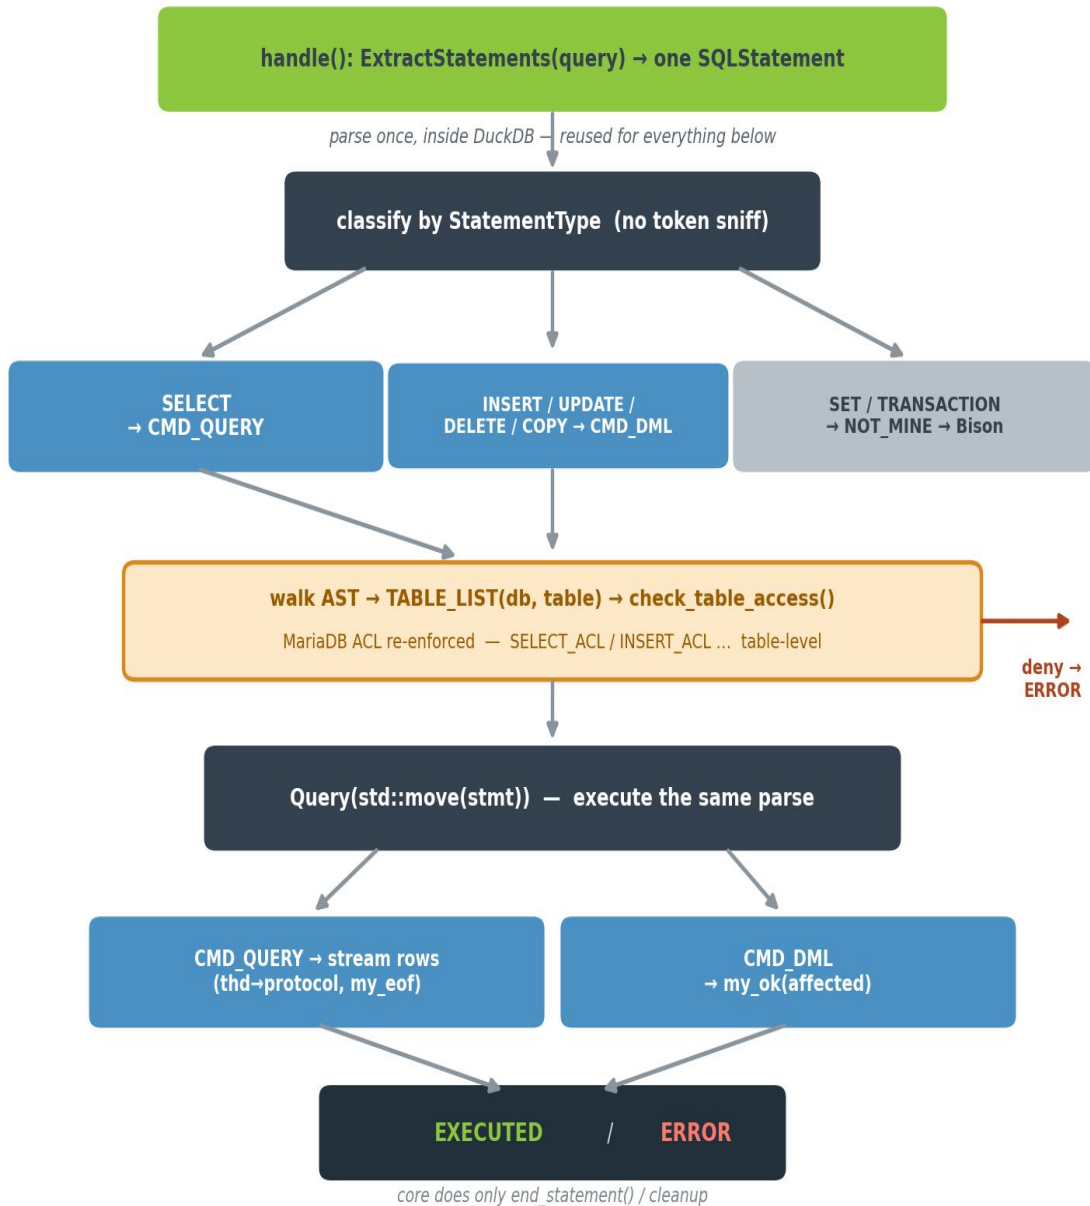 handle(): ExtractStatements(query) → one SQLStatement
parse once, inside DuckDB — reused for everything below
classify by StatementType (no token sniff)
SELECT
→ CMD_QUERY
INSERT / UPDATE /
DELETE / COPY → CMD_DML
SET / TRANSACTION
→ NOT_MINE → Bison
walk AST → TABLE_LIST(db, table) → check_table_access()
MariaDB ACL re-enforced — SELECT_ACL / INSERT_ACL ... table-level
deny →
ERROR
Query(std::move(stmt)) — execute the same parse
CMD_QUERY → stream rows
(thd→protocol, my_eof)
CMD_DML
→ my_ok(affected)
EXECUTED / ERROR
core does only end_statement() / cleanup